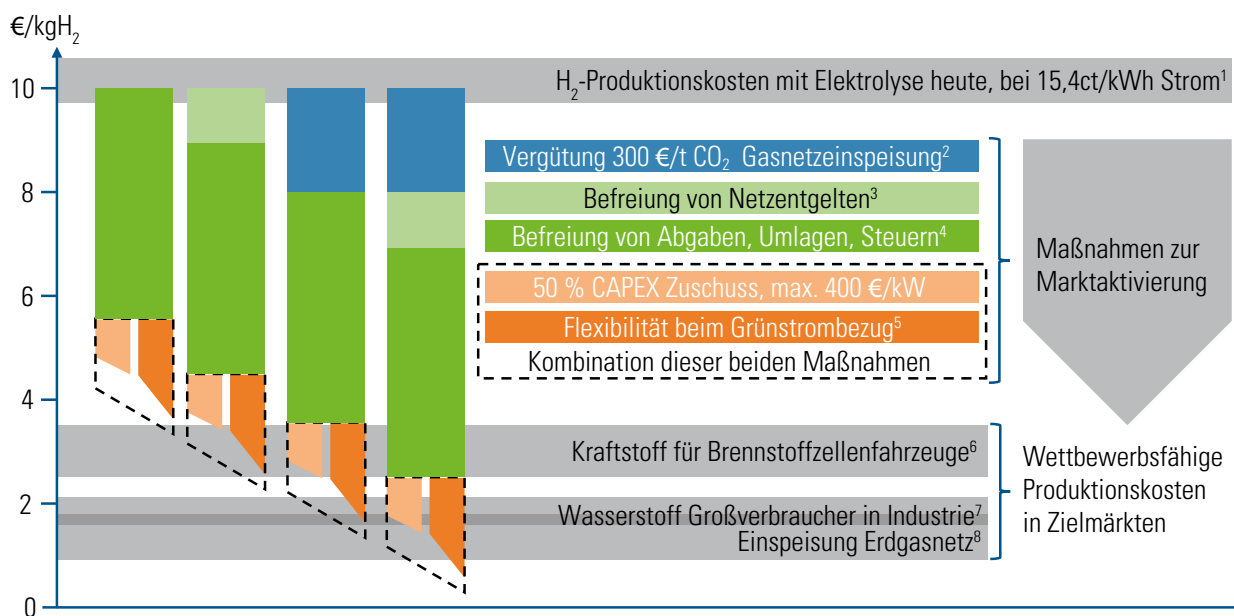 €/kgH₂
10
8
6
4
2
0
H₂-Produktionskosten mit Elektrolyse heute, bei 15,4ct/kWh Strom¹
Vergütung 300 €/t CO₂ Gasnetzeinspeisung²
Befreiung von Netzentgelten³
Befreiung von Abgaben, Umlagen, Steuern⁴
50 % CAPEX Zuschuss, max. 400 €/kW
Flexibilität beim Grünstrombezug⁵
Kombination dieser beiden Maßnahmen
Maßnahmen zur
Marktaktivierung
Kraftstoff für Brennstoffzellenfahrzeuge⁶
Wasserstoff Großverbraucher in Industrie⁷
Einspeisung Erdgasnetz⁸
Wettbewerbsfähige
Produktionskosten
in Zielmärkten